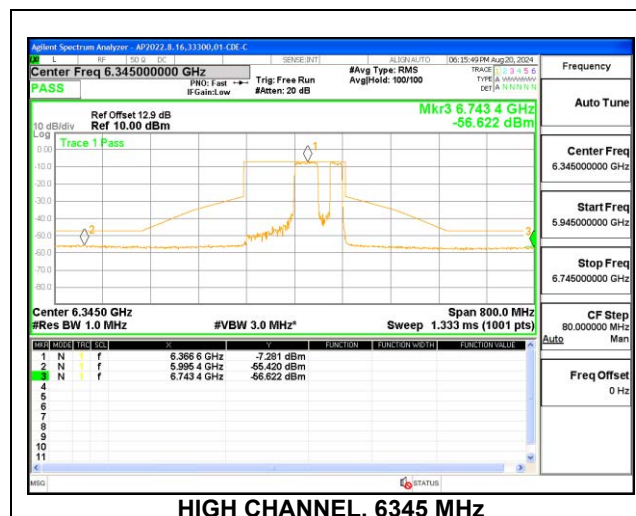 Agilent Spectrum Analyzer - AP2022.8.16,33300,01-CDE-C
L RF 50 Ω DC SENSE:INT ALIGN AUTO 06:15:49 PM Aug 20, 2024
Center Freq 6.345000000 GHz #Avg Type: RMS TRACE 1 2 3 4 5 6
PASS PNO: Fast Trig: Free Run Avg|Hold: 100/100 TYPE A WWWWW
IFGain:Low #Atten: 20 dB DET A N N N N N
Ref Offset 12.9 dB Mkr3 6.743 4 GHz
10 dB/div Ref 10.00 dBm -56.622 dBm
Log
Trace 1 Pass
0.00
-10.0
-20.0
-30.0
-40.0
-50.0
-60.0
-70.0
-80.0
1
2
3
Center 6.3450 GHz Span 800.0 MHz
#Res BW 1.0 MHz #VBW 3.0 MHz* Sweep 1.333 ms (1001 pts)
MKR MODE TRC SCL X Y FUNCTION FUNCTION WIDTH FUNCTION VALUE
1 N 1 f 6.366 6 GHz -7.281 dBm
2 N 1 f 5.995 4 GHz -55.420 dBm
3 N 1 f 6.743 4 GHz -56.622 dBm
4
5
6
7
8
9
10
11
MSG STATUS
Frequency
Auto Tune
Center Freq
6.345000000 GHz
Start Freq
5.945000000 GHz
Stop Freq
6.745000000 GHz
CF Step
80.000000 MHz
Auto Man
Freq Offset
0 Hz
HIGH CHANNEL, 6345 MHz